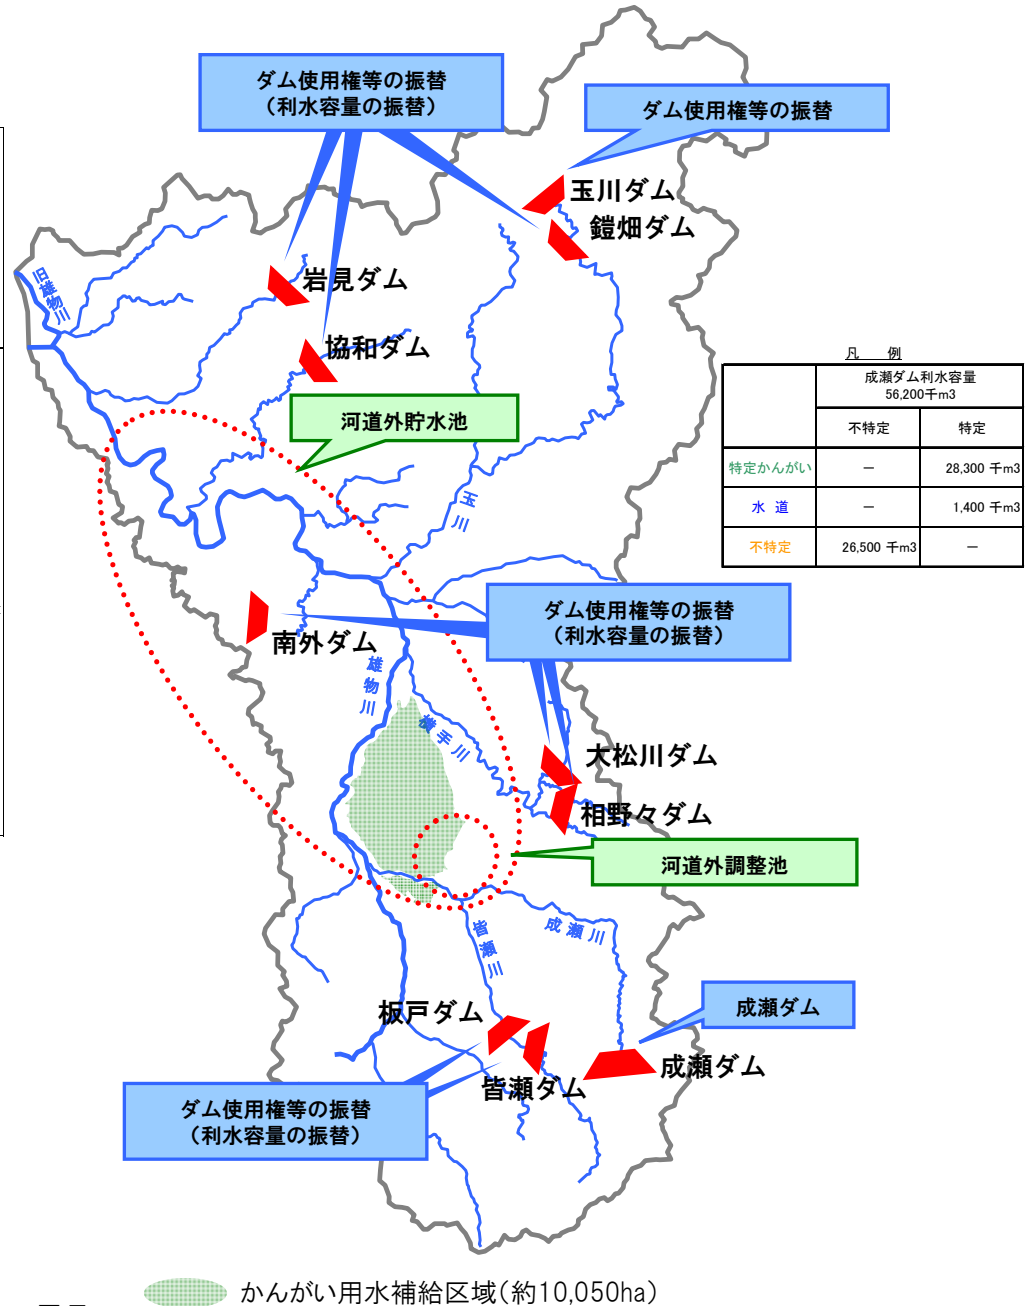 ダム使用権等の振替
（利水容量の振替）
ダム使用権等の振替
玉川ダム
鎧畑ダム
旧雄物川
岩見ダム
協和ダム
凡　例
成瀬ダム利水容量
56,200千m3
不特定 特定
特定かんがい － 28,300 千m3
水 道 － 1,400 千m3
不特定 26,500 千m3 －
河道外貯水池
玉川
ダム使用権等の振替
（利水容量の振替）
南外ダム
雄物川
横手川
大松川ダム
相野々ダム
河道外調整池
成瀬川
皆瀬川
板戸ダム
成瀬ダム
成瀬ダム
皆瀬ダム
ダム使用権等の振替
（利水容量の振替）
かんがい用水補給区域（約10,050ha）